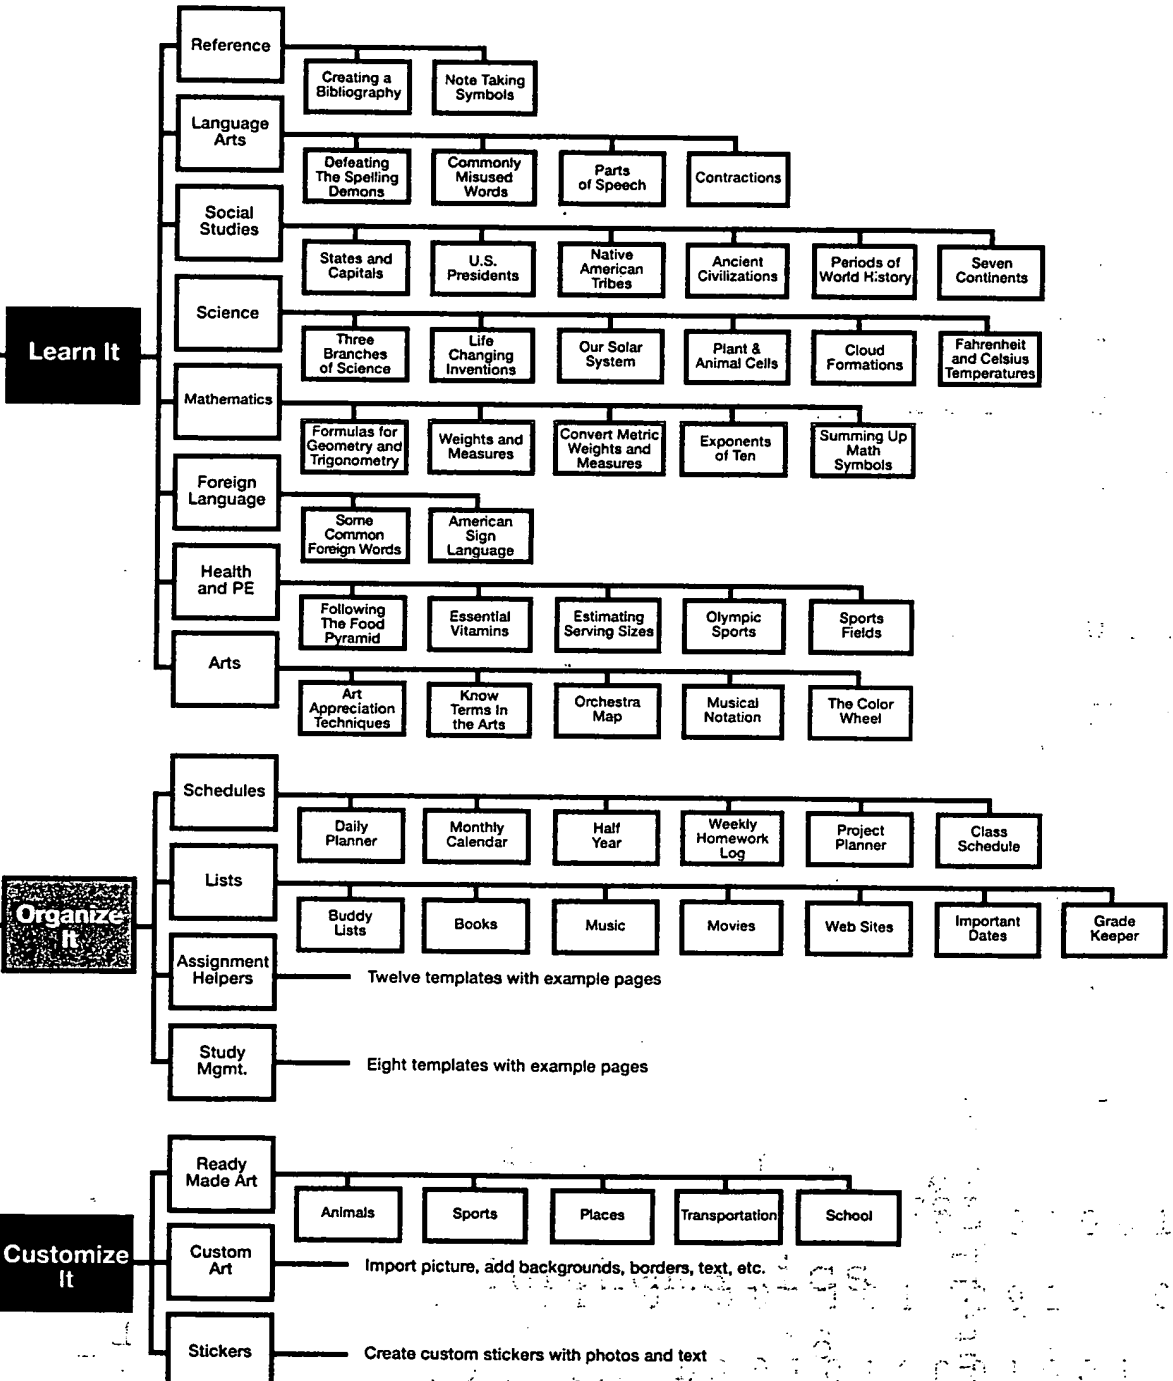 Reference
Creating a
Bibliography
Note Taking
Symbols
Language
Arts
Defeating
The Spelling
Demons
Commonly
Misused
Words
Parts
of Speech
Contractions
Social
Studies
States and
Capitals
U.S.
Presidents
Native
American
Tribes
Ancient
Civilizations
Periods of
World History
Seven
Continents
Learn It
Science
Three
Branches
of Science
Life
Changing
Inventions
Our Solar
System
Plant &
Animal Cells
Cloud
Formations
Fahrenheit
and Celsius
Temperatures
Mathematics
Formulas for
Geometry and
Trigonometry
Weights and
Measures
Convert Metric
Weights and
Measures
Exponents
of Ten
Summing Up
Math
Symbols
Foreign
Language
Some
Common
Foreign Words
American
Sign
Language
Health
and PE
Following
The Food
Pyramid
Essential
Vitamins
Estimating
Serving Sizes
Olympic
Sports
Sports
Fields
Arts
Art
Appreciation
Techniques
Know
Terms In
the Arts
Orchestra
Map
Musical
Notation
The Color
Wheel
Schedules
Daily
Planner
Monthly
Calendar
Half
Year
Weekly
Homework
Log
Project
Planner
Class
Schedule
Organize
It
Lists
Buddy
Lists
Books
Music
Movies
Web Sites
Important
Dates
Grade
Keeper
Assignment
Helpers
Twelve templates with example pages
Study
Mgmt.
Eight templates with example pages
Ready
Made Art
Animals
Sports
Places
Transportation
School
Customize
It
Custom
Art
Import picture, add backgrounds, borders, text, etc.
Stickers
Create custom stickers with photos and text